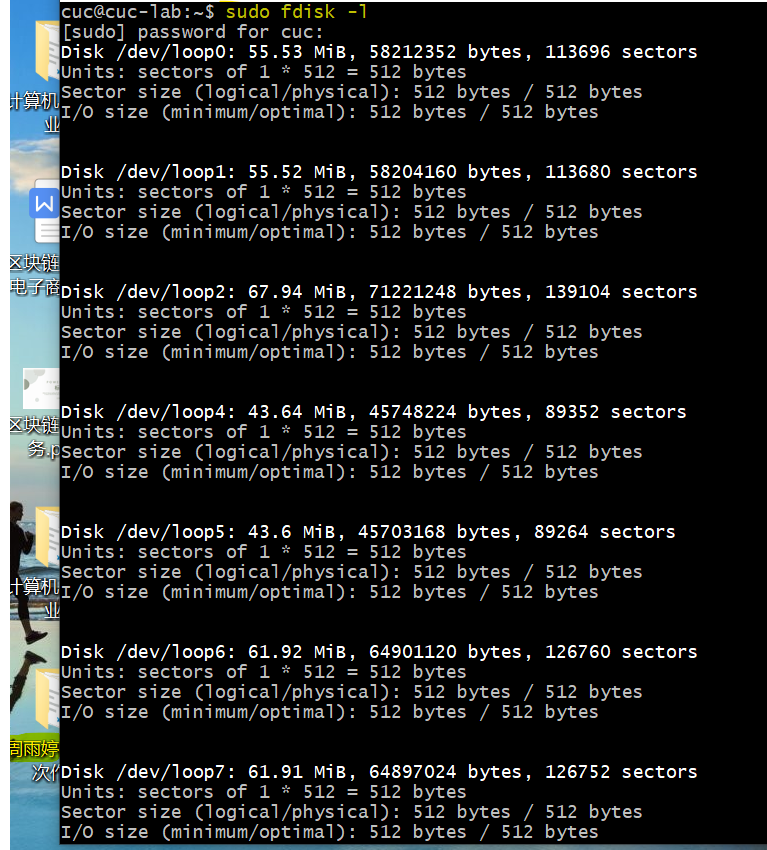 cuc@cuc-lab:~$ sudo fdisk -l
[sudo] password for cuc:
Disk /dev/loop0: 55.53 MiB, 58212352 bytes, 113696 sectors
Units: sectors of 1 * 512 = 512 bytes
Sector size (logical/physical): 512 bytes / 512 bytes
I/O size (minimum/optimal): 512 bytes / 512 bytes
Disk /dev/loop1: 55.52 MiB, 58204160 bytes, 113680 sectors
Units: sectors of 1 * 512 = 512 bytes
Sector size (logical/physical): 512 bytes / 512 bytes
I/O size (minimum/optimal): 512 bytes / 512 bytes
Disk /dev/loop2: 67.94 MiB, 71221248 bytes, 139104 sectors
Units: sectors of 1 * 512 = 512 bytes
Sector size (logical/physical): 512 bytes / 512 bytes
I/O size (minimum/optimal): 512 bytes / 512 bytes
Disk /dev/loop4: 43.64 MiB, 45748224 bytes, 89352 sectors
Units: sectors of 1 * 512 = 512 bytes
Sector size (logical/physical): 512 bytes / 512 bytes
I/O size (minimum/optimal): 512 bytes / 512 bytes
Disk /dev/loop5: 43.6 MiB, 45703168 bytes, 89264 sectors
Units: sectors of 1 * 512 = 512 bytes
Sector size (logical/physical): 512 bytes / 512 bytes
I/O size (minimum/optimal): 512 bytes / 512 bytes
Disk /dev/loop6: 61.92 MiB, 64901120 bytes, 126760 sectors
Units: sectors of 1 * 512 = 512 bytes
Sector size (logical/physical): 512 bytes / 512 bytes
I/O size (minimum/optimal): 512 bytes / 512 bytes
Disk /dev/loop7: 61.91 MiB, 64897024 bytes, 126752 sectors
Units: sectors of 1 * 512 = 512 bytes
Sector size (logical/physical): 512 bytes / 512 bytes
I/O size (minimum/optimal): 512 bytes / 512 bytes
计算机
业
W
区块链
电子商
区块链
务.p
计算机
业
周雨婷
次作